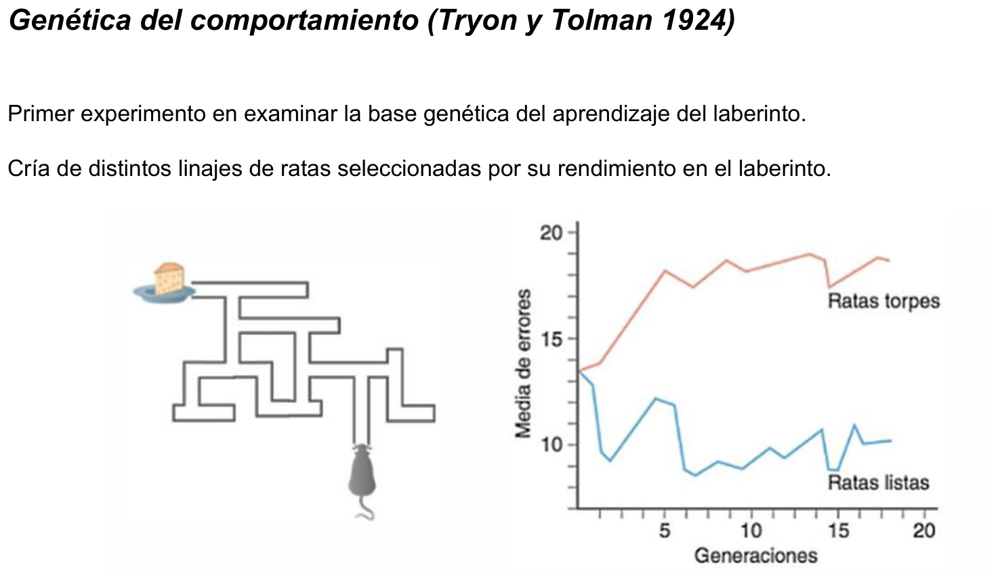 Genética del comportamiento (Tryon y Tolman 1924)
Primer experimento en examinar la base genética del aprendizaje del laberinto.
Cría de distintos linajes de ratas seleccionadas por su rendimiento en el laberinto.
20
15
10
Media de errores
Ratas torpes
Ratas listas
5 10 15 20
Generaciones